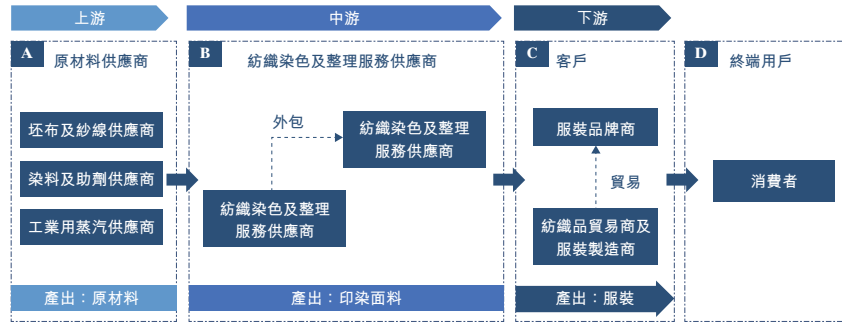 上游
中游
下游
A
原材料供應商
B
紡織染色及整理服務供應商
C
客戶
D
終端用戶
坯布及紗線供應商
染料及助劑供應商
工業用蒸汽供應商
外包
紡織染色及整理
服務供應商
紡織染色及整理
服務供應商
服裝品牌商
貿易
紡織品貿易商及
服裝製造商
消費者
產出：原材料
產出：印染面料
產出：服裝